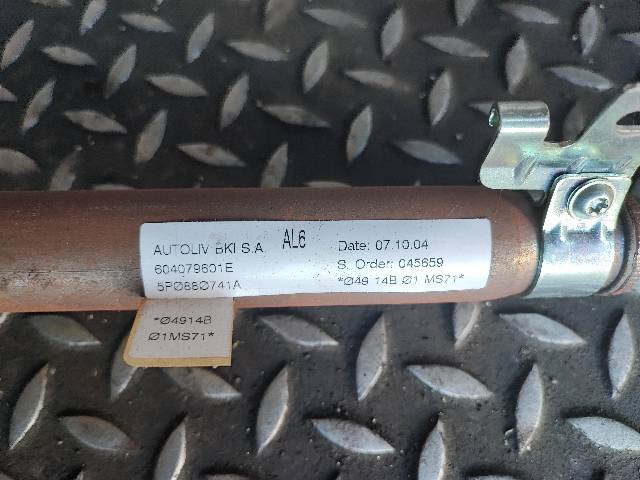 AUTOLIV BKI S.A.
604079601E
5PØ88Ø741A
AL6
Date: 07.10.04
S. Order: 045659
*Ø49 14B Ø1 MS71*
*Ø4914B
Ø1MS71*